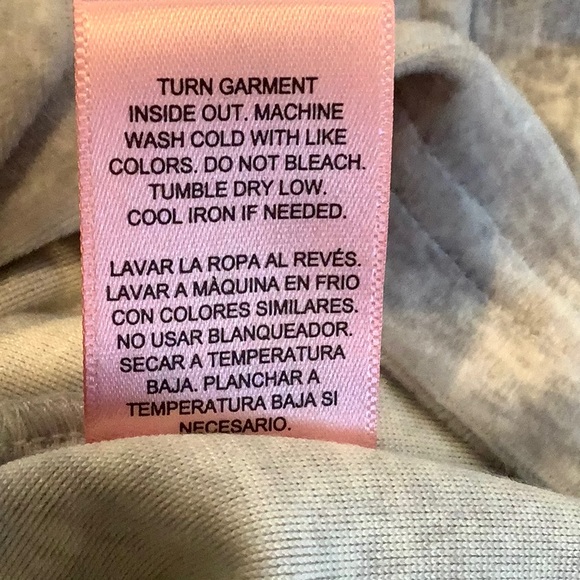 TURN GARMENT
INSIDE OUT. MACHINE
WASH COLD WITH LIKE
COLORS. DO NOT BLEACH.
TUMBLE DRY LOW.
COOL IRON IF NEEDED.
LAVAR LA ROPA AL REVÉS.
LAVAR A MÀQUINA EN FRIO
CON COLORES SIMILARES.
NO USAR BLANQUEADOR.
SECAR A TEMPERATURA
BAJA. PLANCHAR A
TEMPERATURA BAJA SI
NECESARIO.